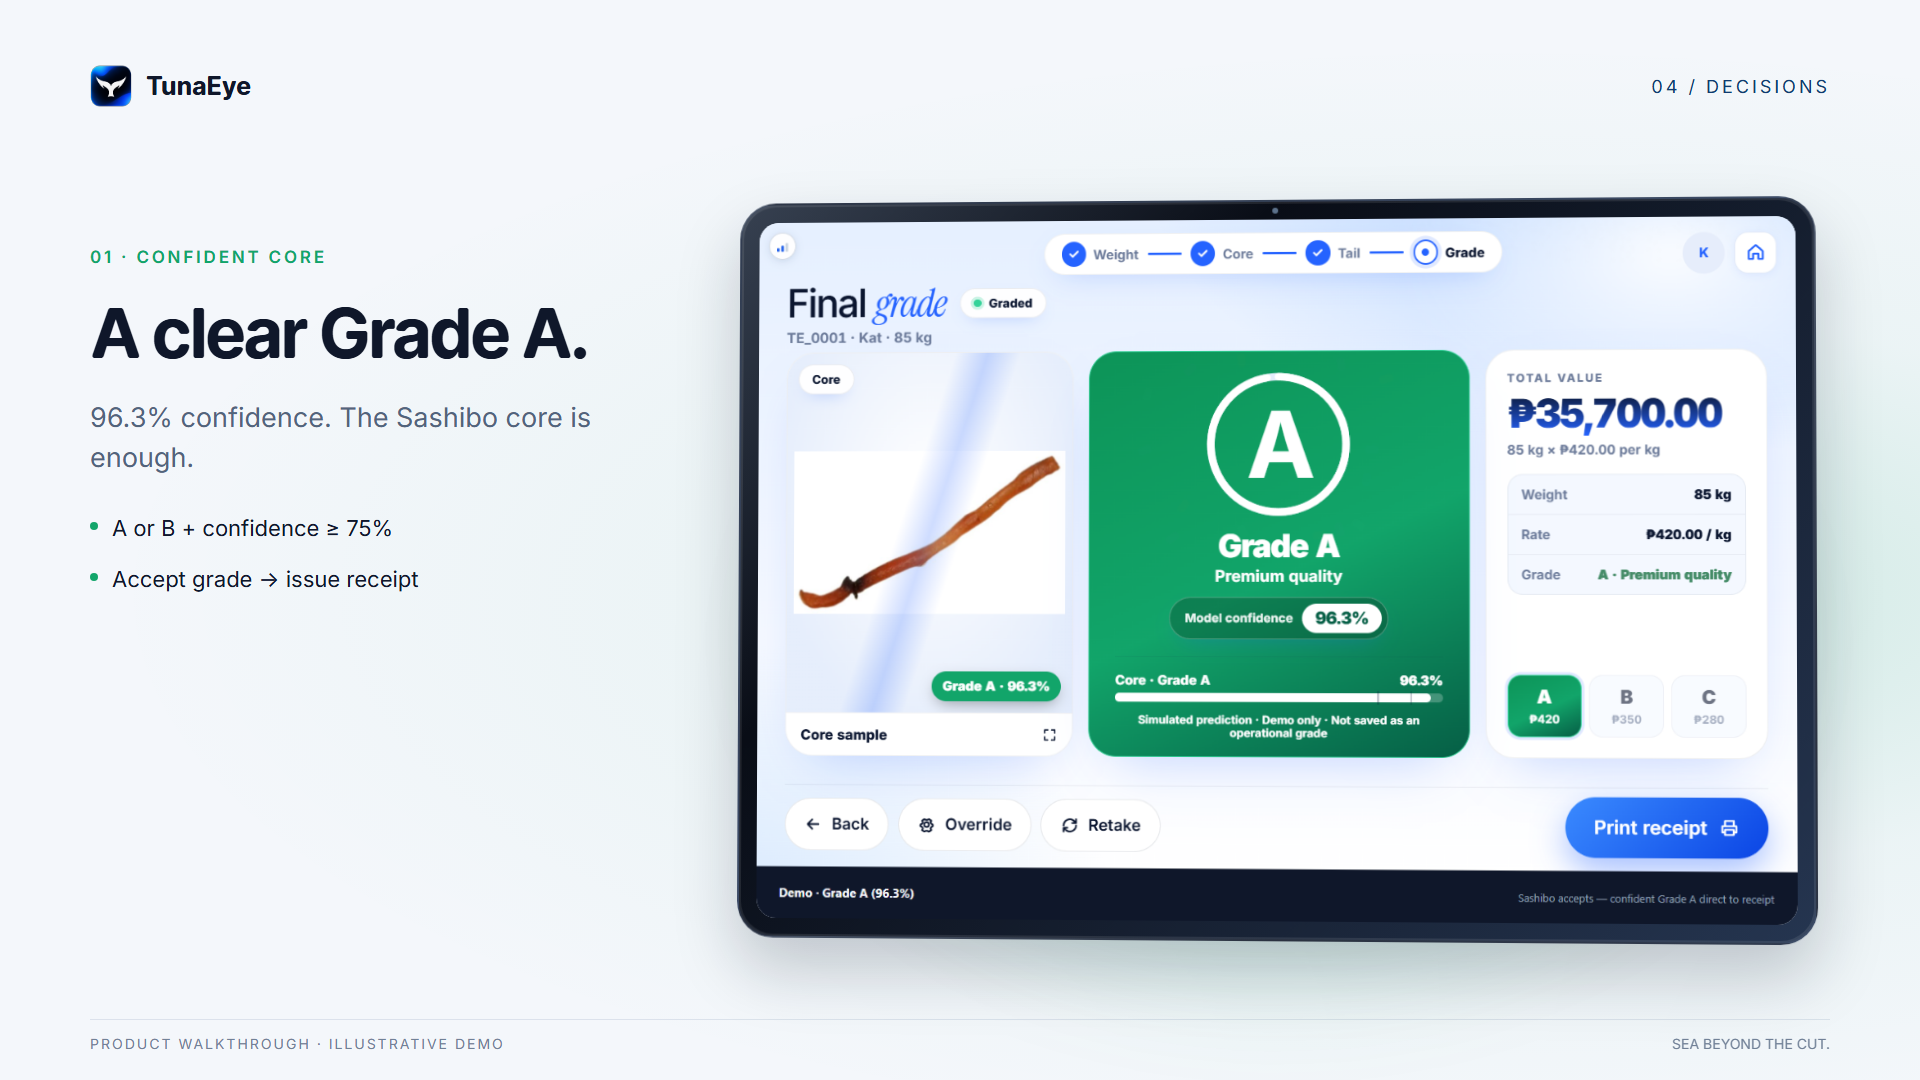 TunaEye
04 / DECISIONS
01 · CONFIDENT CORE
A clear Grade A.
96.3% confidence. The Sashibo core is
enough.
A or B + confidence ≥ 75%
Accept grade → issue receipt
Weight
Core
Tail
Grade
K
Final grade
Graded
TE_0001 · Kat · 85 kg
Core
Grade A · 96.3%
Core sample
A
Grade A
Premium quality
Model confidence 96.3%
Core · Grade A 96.3%
Simulated prediction · Demo only · Not saved as an
operational grade
TOTAL VALUE
₱35,700.00
85 kg × ₱420.00 per kg
Weight 85 kg
Rate ₱420.00 / kg
Grade A · Premium quality
A
₱420
B
₱350
C
₱280
Back
Override
Retake
Print receipt
Demo · Grade A (96.3%)
Sashibo accepts — confident Grade A direct to receipt
PRODUCT WALKTHROUGH · ILLUSTRATIVE DEMO
SEA BEYOND THE CUT.